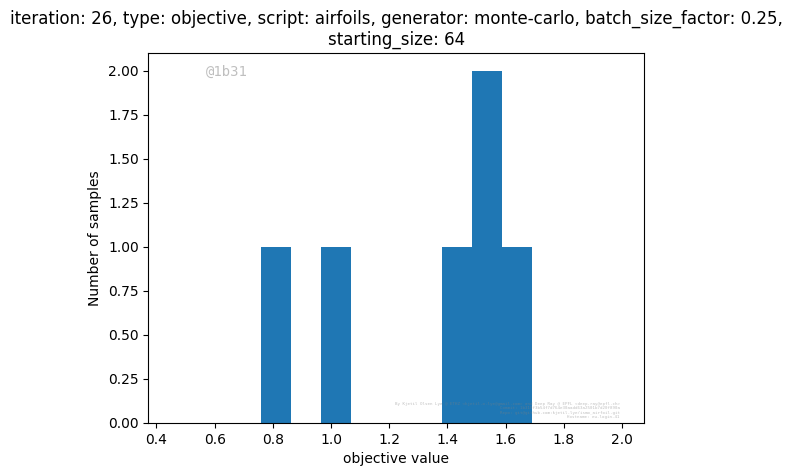 iteration: 26, type: objective, script: airfoils, generator: monte-carlo, batch_size_factor: 0.25,
starting_size: 64
@1b31
2.00
1.75
1.50
1.25
1.00
0.75
0.50
0.25
0.00
Number of samples
0.4 0.6 0.8 1.0 1.2 1.4 1.6 1.8 2.0
objective value